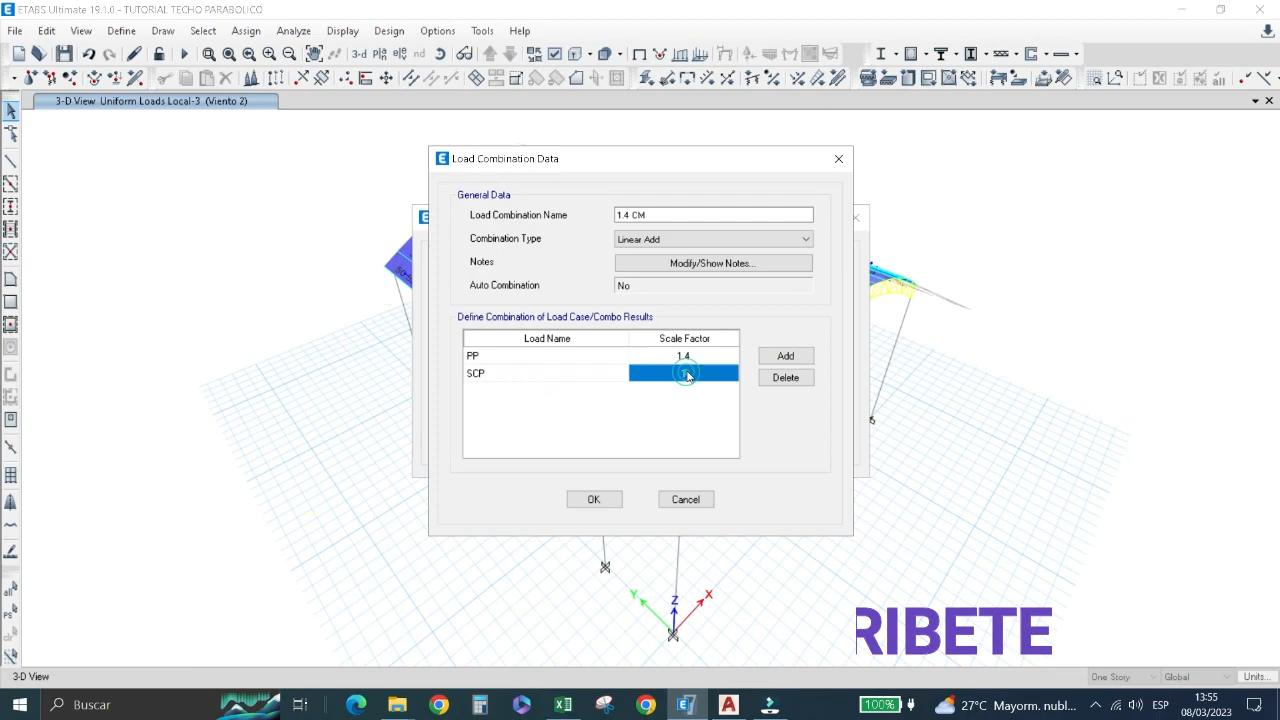 ETABS Ultimate 19.1.0 - TUTORIAL TECHO PARABOLICO
File Edit View Define Draw Select Assign Analyze Display Design Options Tools Help
3-D View Uniform Loads Local-3 (Viento 2)
Load Combination Data
General Data
Load Combination Name 1.4 CM
Combination Type Linear Add
Notes Modify/Show Notes...
Auto Combination No
Define Combination of Load Case/Combo Results
Load Name Scale Factor
PP 1.4
SCP
Add
Delete
OK Cancel
Y Z X
RIBETE
3-D View One Story Global Units...
Buscar
100% 27°C Mayorm. nubl... ESP
13:55
08/03/2023